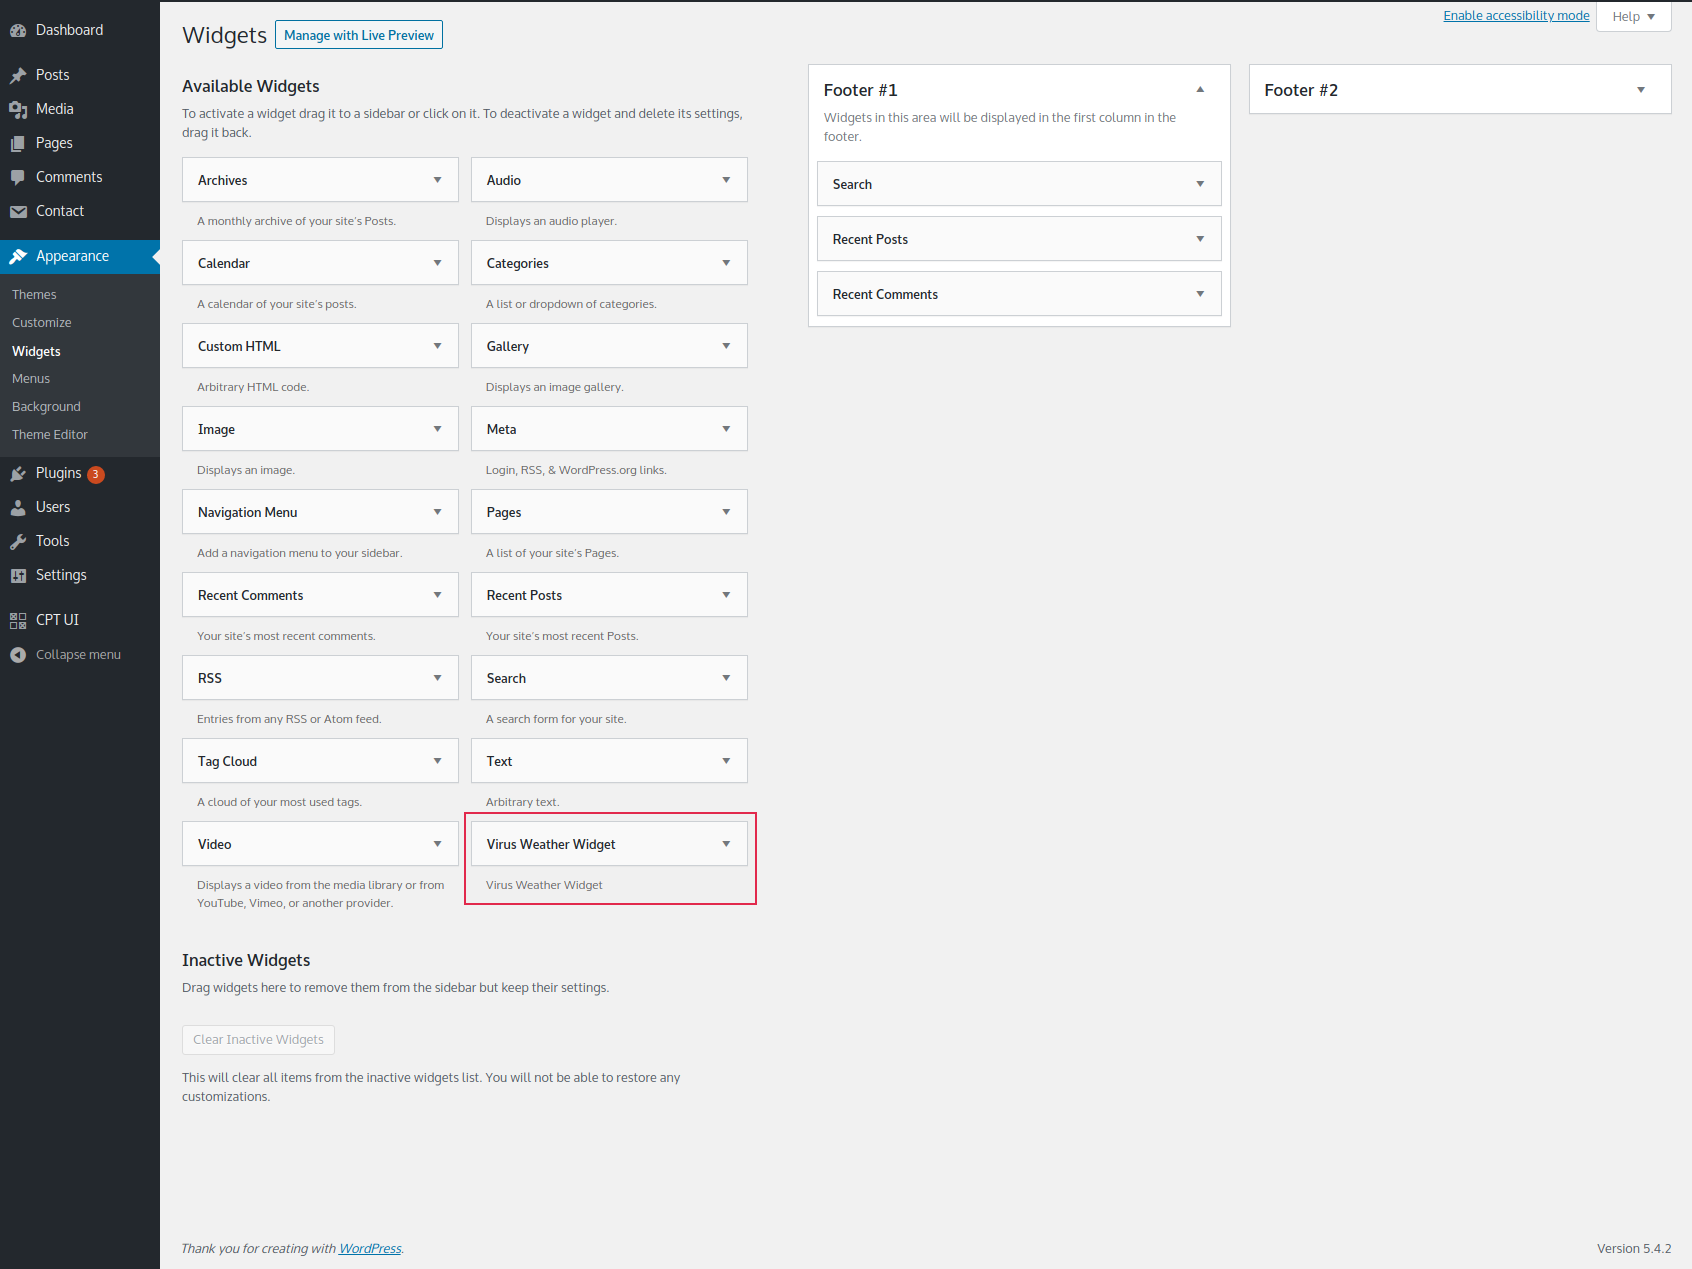 Dashboard
Posts
Media
Pages
Comments
Contact
Appearance
Themes
Customize
Widgets
Menus
Background
Theme Editor
Plugins 3
Users
Tools
Settings
CPT UI
Collapse menu
Enable accessibility mode
Help
Widgets
Manage with Live Preview
Available Widgets
To activate a widget drag it to a sidebar or click on it. To deactivate a widget and delete its settings,
drag it back.
Archives
A monthly archive of your site's Posts.
Audio
Displays an audio player.
Calendar
A calendar of your site's posts.
Categories
A list or dropdown of categories.
Custom HTML
Arbitrary HTML code.
Gallery
Displays an image gallery.
Image
Displays an image.
Meta
Login, RSS, & WordPress.org links.
Navigation Menu
Add a navigation menu to your sidebar.
Pages
A list of your site's Pages.
Recent Comments
Your site's most recent comments.
Recent Posts
Your site's most recent Posts.
RSS
Entries from any RSS or Atom feed.
Search
A search form for your site.
Tag Cloud
A cloud of your most used tags.
Text
Arbitrary text.
Video
Displays a video from the media library or from
YouTube, Vimeo, or another provider.
Virus Weather Widget
Virus Weather Widget
Inactive Widgets
Drag widgets here to remove them from the sidebar but keep their settings.
Clear Inactive Widgets
This will clear all items from the inactive widgets list. You will not be able to restore any
customizations.
Footer #1
Widgets in this area will be displayed in the first column in the
footer.
Search
Recent Posts
Recent Comments
Footer #2
Thank you for creating with WordPress.
Version 5.4.2